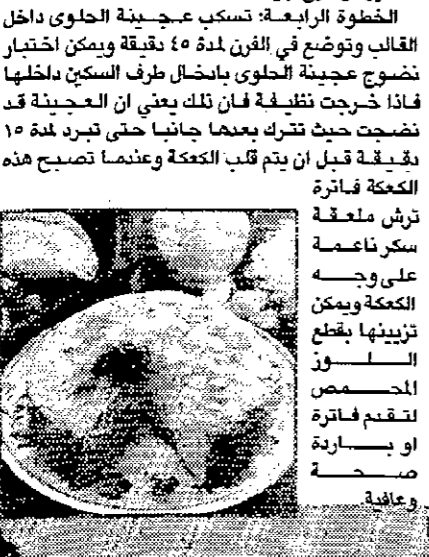 الخطوة الرابعة: تسكب عجينة الحلوى داخل
القالب وتوضع في الفرن لمدة ٤٥ دقيقة ويمكن اختبار
نضوج عجينة الحلوى بادخال طرف السكين داخلها
فاذا خرجت نظيفة فان ذلك يعني ان العجينة قد
نضجت حيث تترك بعدها جانبا حتى تبرد لمدة ١٥
دقيقة قبل ان يتم قلب الكعكة وعندما تصبح هذه
الكعكة فاترة
ترش ملعقة
سكر ناعمة
على وجه
الكعكة ويمكن
تزيينها بقطع
اللوز
المحمص
لتقدم فاترة
او باردة
صحة
وعافية.